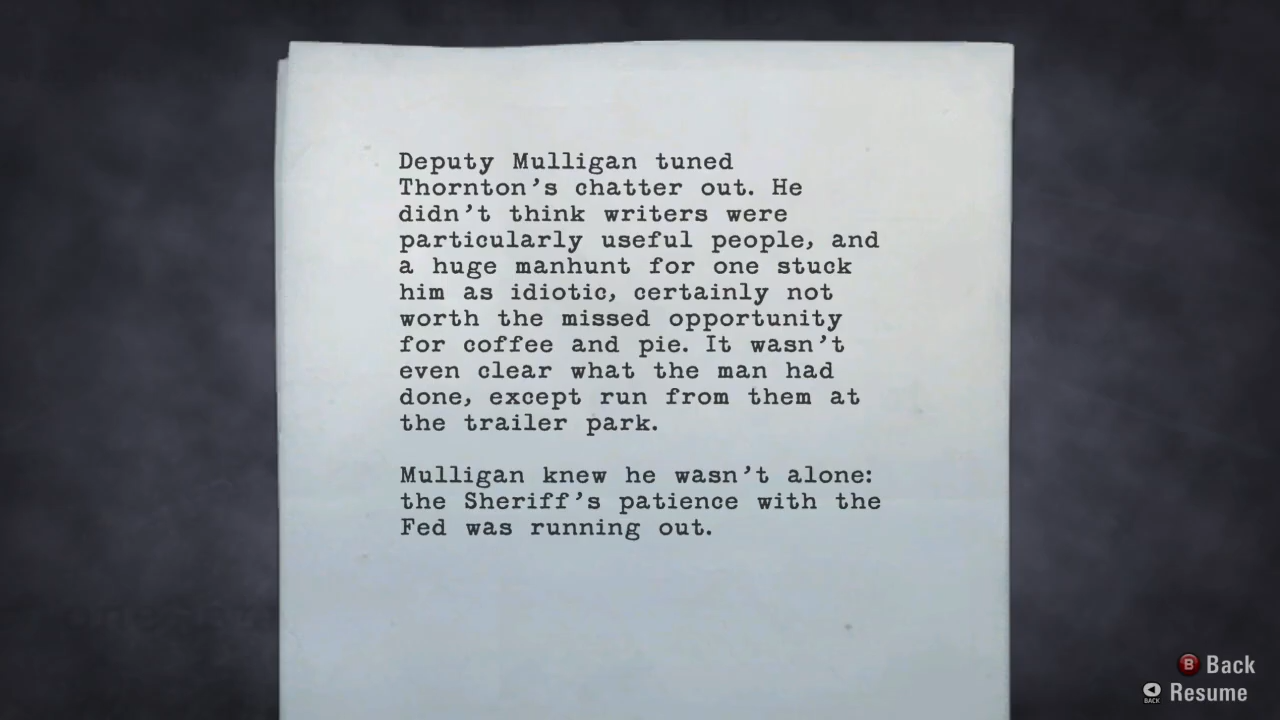 Deputy Mulligan tuned
Thornton's chatter out. He
didn't think writers were
particularly useful people, and
a huge manhunt for one stuck
him as idiotic, certainly not
worth the missed opportunity
for coffee and pie. It wasn't
even clear what the man had
done, except run from them at
the trailer park.
Mulligan knew he wasn't alone:
the Sheriff's patience with the
Fed was running out.
B Back
BACK Resume